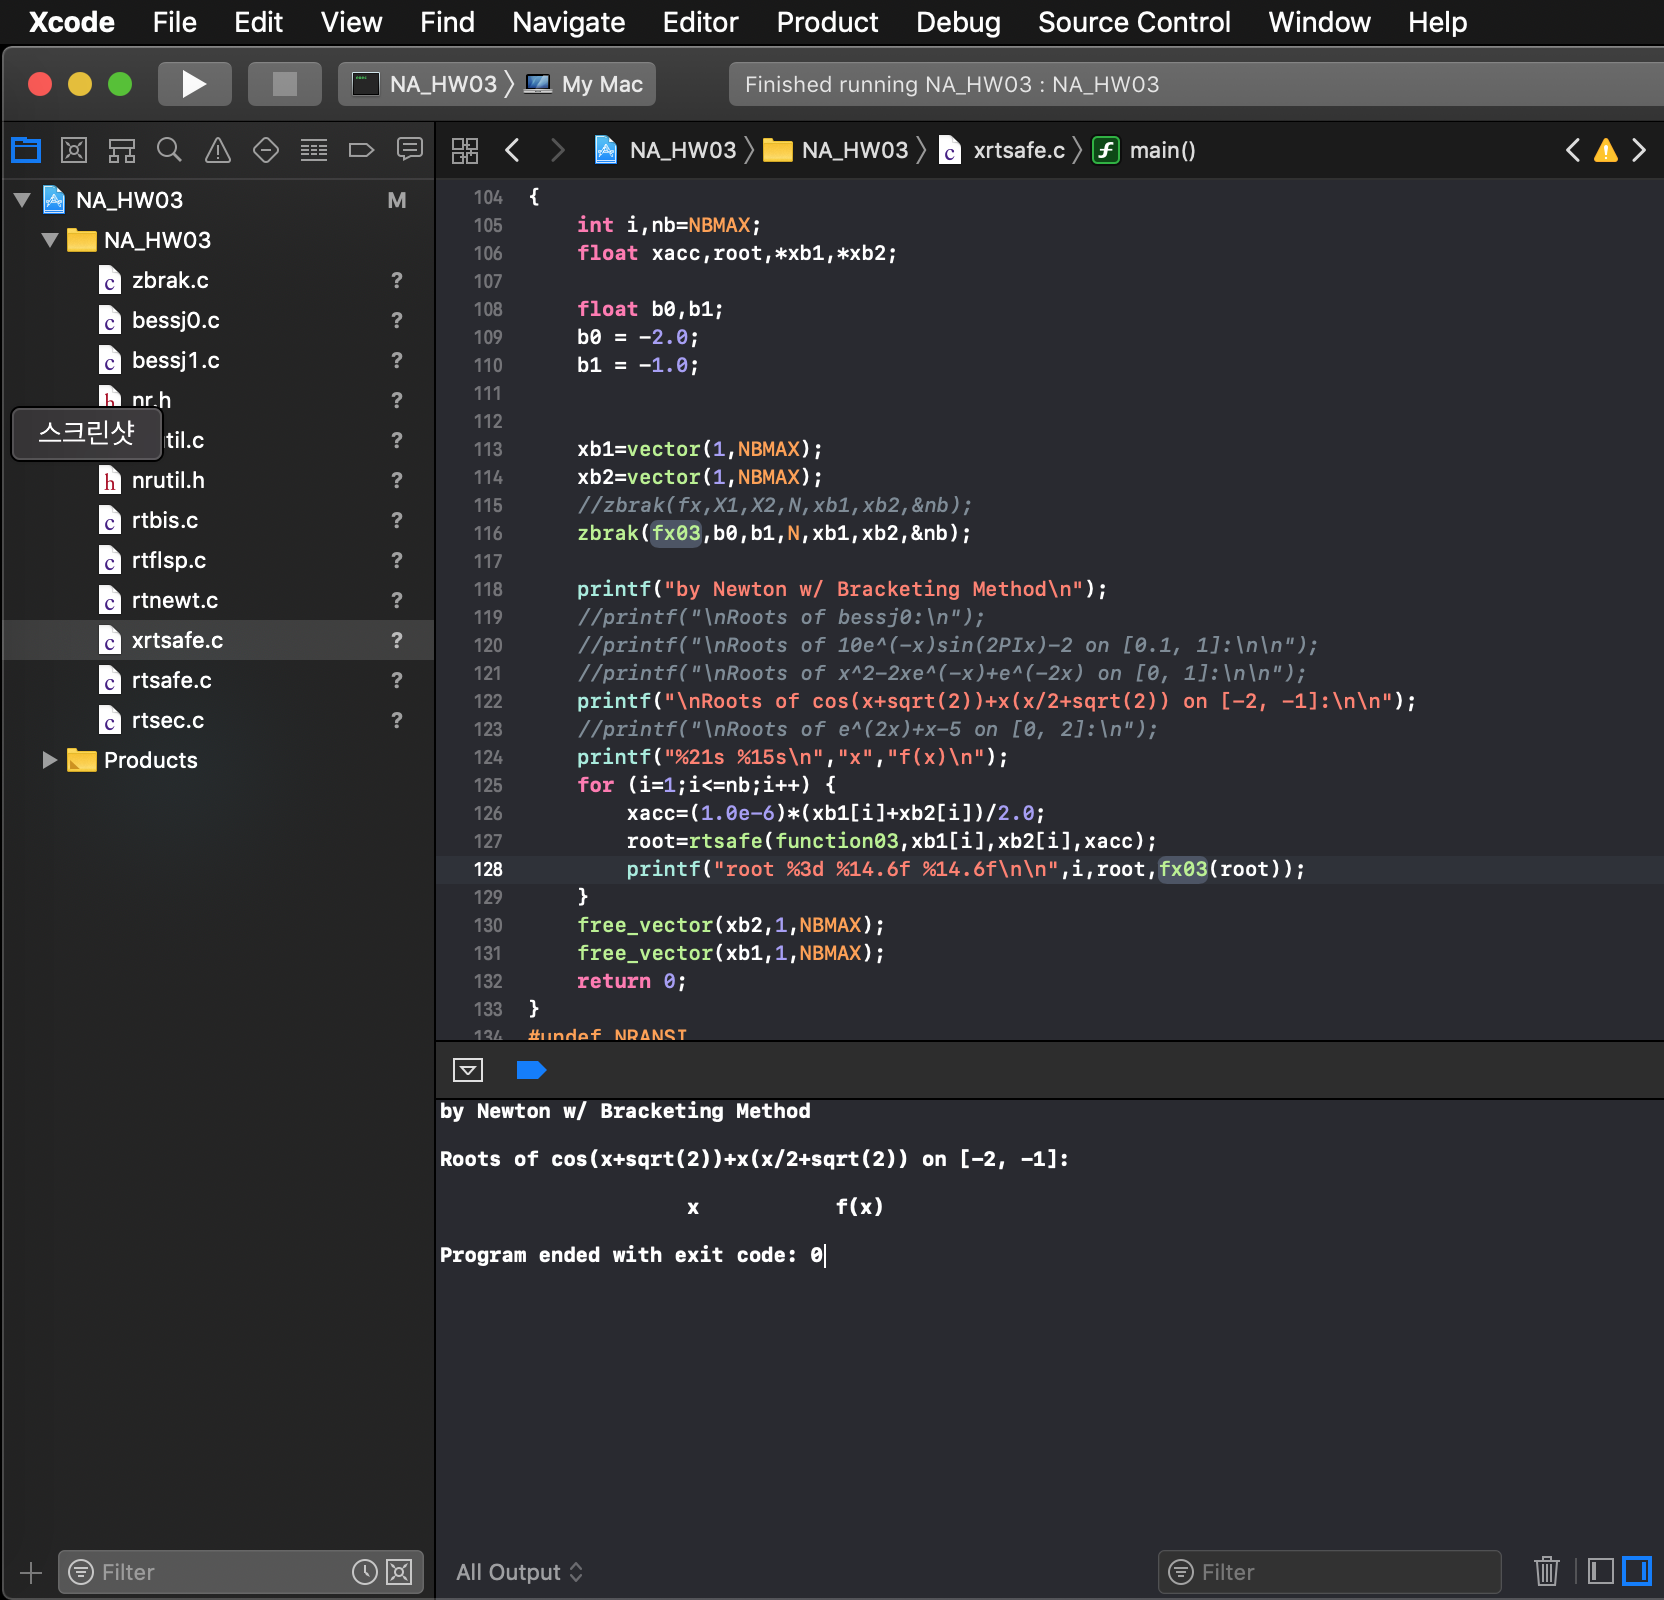 Xcode File Edit View Find Navigate Editor Product Debug Source Control Window Help
NA_HW03 My Mac Finished running NA_HW03 : NA_HW03
NA_HW03 NA_HW03 xrtsafe.c main()
NA_HW03 M
NA_HW03
zbrak.c ?
bessj0.c ?
bessj1.c ?
nr.h ?
스크린샷
til.c ?
nrutil.h ?
rtbis.c ?
rtflsp.c ?
rtnewt.c ?
xrtsafe.c ?
rtsafe.c ?
rtsec.c ?
Products
104 {
105 int i,nb=NBMAX;
106 float xacc,root,*xb1,*xb2;
107
108 float b0,b1;
109 b0 = -2.0;
110 b1 = -1.0;
111
112
113 xb1=vector(1,NBMAX);
114 xb2=vector(1,NBMAX);
115 //zbrak(fx,X1,X2,N,xb1,xb2,&nb);
116 zbrak(fx03,b0,b1,N,xb1,xb2,&nb);
117
118 printf("by Newton w/ Bracketing Method\n");
119 //printf("\nRoots of bessj0:\n");
120 //printf("\nRoots of 10e^(-x)sin(2PIx)-2 on [0.1, 1]:\n\n");
121 //printf("\nRoots of x^2-2xe^(-x)+e^(-2x) on [0, 1]:\n\n");
122 printf("\nRoots of cos(x+sqrt(2))+x(x/2+sqrt(2)) on [-2, -1]:\n\n");
123 //printf("\nRoots of e^(2x)+x-5 on [0, 2]:\n");
124 printf("%21s %15s\n","x","f(x)\n");
125 for (i=1;i<=nb;i++) {
126 xacc=(1.0e-6)*(xb1[i]+xb2[i])/2.0;
127 root=rtsafe(function03,xb1[i],xb2[i],xacc);
128 printf("root %3d %14.6f %14.6f\n\n",i,root,fx03(root));
129 }
130 free_vector(xb2,1,NBMAX);
131 free_vector(xb1,1,NBMAX);
132 return 0;
133 }
134 #undef NRANSI
by Newton w/ Bracketing Method
Roots of cos(x+sqrt(2))+x(x/2+sqrt(2)) on [-2, -1]:
x f(x)
Program ended with exit code: 0
Filter All Output Filter